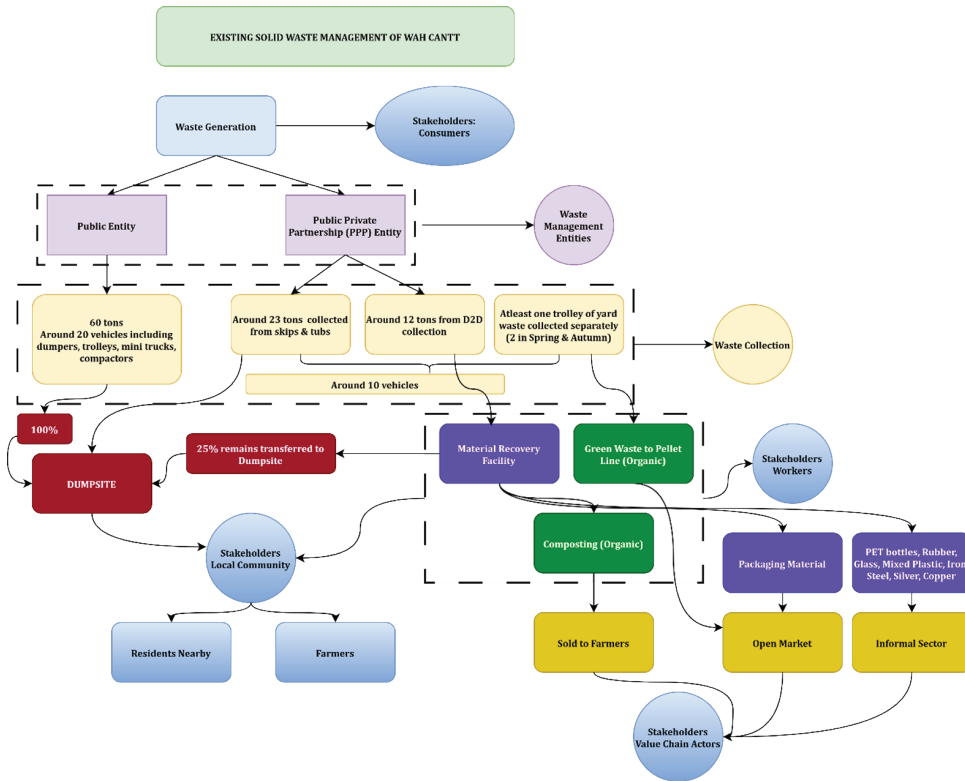 EXISTING SOLID WASTE MANAGEMENT OF WAH CANTT
Waste Generation
Stakeholders:
Consumers
Public Entity
Public Private
Partnership (PPP) Entity
Waste
Management
Entities
60 tons
Around 20 vehicles including
dumpers, trolleys, mini trucks,
compactors
Around 23 tons collected
from skips & tubs
Around 12 tons from D2D
collection
Atleast one trolley of yard
waste collected separately
(2 in Spring & Autumn)
Waste Collection
Around 10 vehicles
100%
25% remains transferred to
Dumpsite
Material Recovery
Facility
Green Waste to Pellet
Line (Organic)
Stakeholders
Workers
DUMPSITE
Stakeholders
Local Community
Composting (Organic)
Packaging Material
PET bottles, Rubber,
Glass, Mixed Plastic, Iron
Steel, Silver, Copper
Residents Nearby
Farmers
Sold to Farmers
Open Market
Informal Sector
Stakeholders
Value Chain Actors